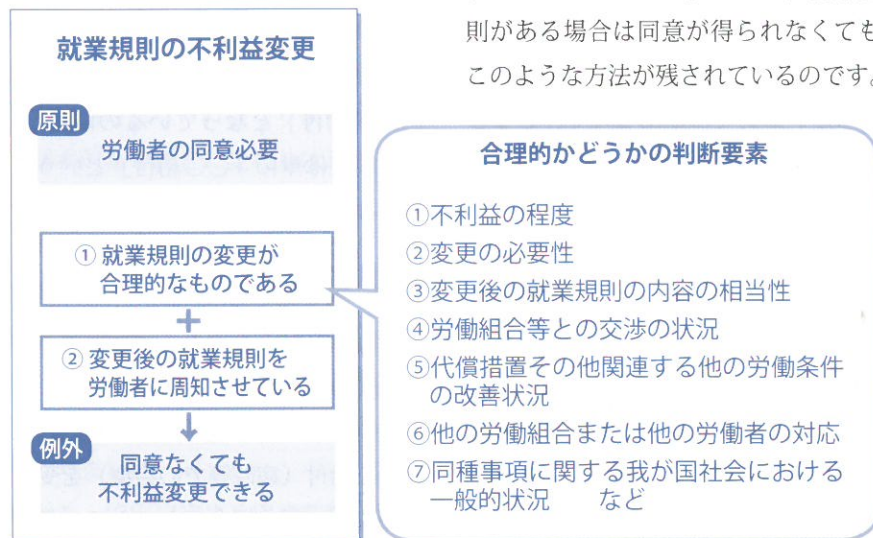 則がある場合は同意が得られなくても
このような方法が残されているのです。
就業規則の不利益変更
原則
労働者の同意必要
① 就業規則の変更が
合理的なものである
+
② 変更後の就業規則を
労働者に周知させている
例外
同意なくても
不利益変更できる
合理的かどうかの判断要素
①不利益の程度
②変更の必要性
③変更後の就業規則の内容の相当性
④労働組合等との交渉の状況
⑤代償措置その他関連する他の労働条件
の改善状況
⑥他の労働組合または他の労働者の対応
⑦同種事項に関する我が国社会における
一般的状況 など